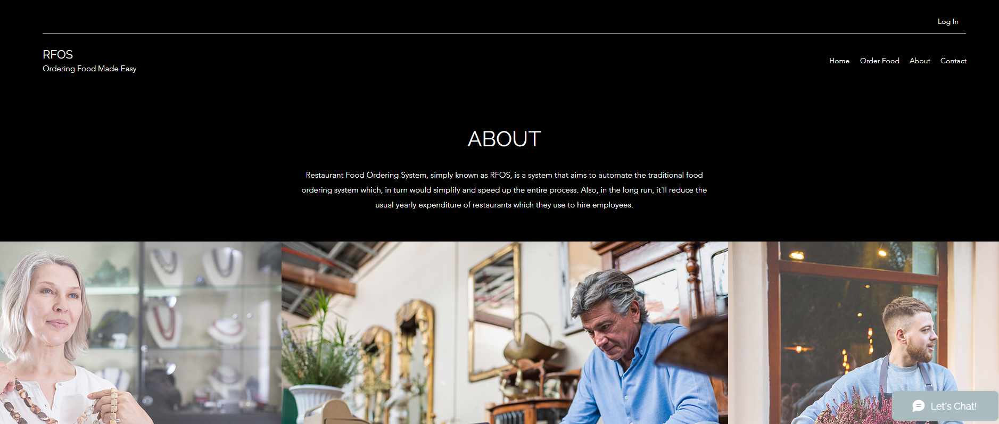 Log In
RFOS
Ordering Food Made Easy
Home Order Food About Contact
ABOUT
Restaurant Food Ordering System, simply known as RFOS, is a system that aims to automate the traditional food
ordering system which, in turn would simplify and speed up the entire process. Also, in the long run, it'll reduce the
usual yearly expenditure of restaurants which they use to hire employees.
Let's Chat!